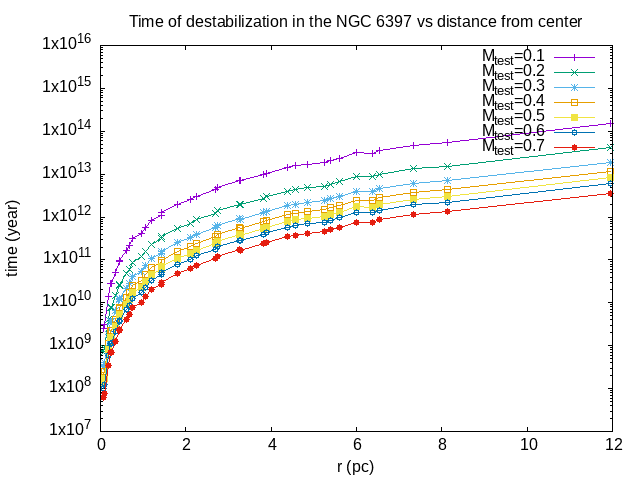 Time of destabilization in the NGC 6397 vs distance from center
1x10^16
1x10^15
1x10^14
1x10^13
1x10^12
1x10^11
1x10^10
1x10^9
1x10^8
1x10^7
time (year)
M_test=0.1
M_test=0.2
M_test=0.3
M_test=0.4
M_test=0.5
M_test=0.6
M_test=0.7
0 2 4 6 8 10 12
r (pc)